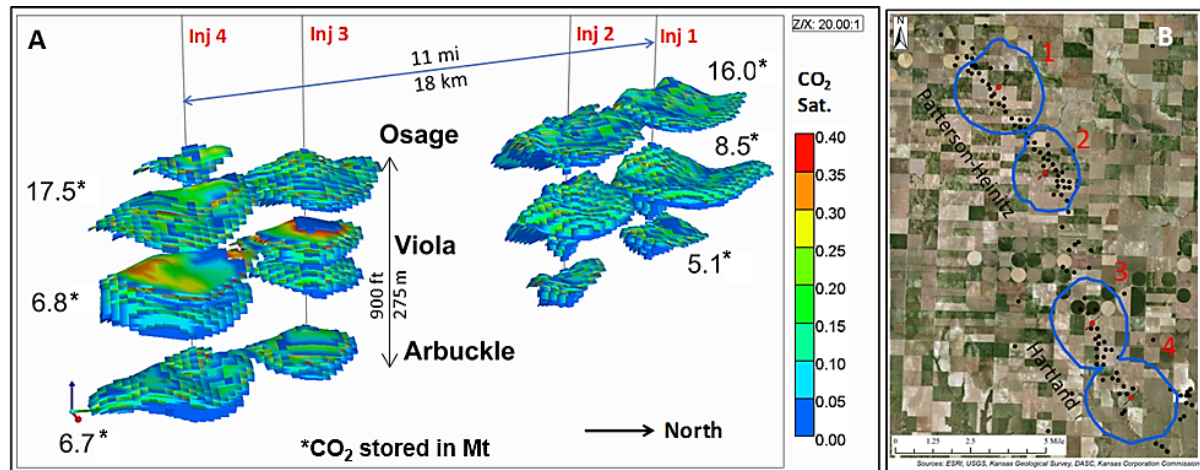 A
Inj 4
Inj 3
Inj 2
Inj 1
Z/X: 20.00:1
11 mi
18 km
16.0*
Osage
8.5*
17.5*
Viola
900 ft
275 m
5.1*
6.8*
Arbuckle
6.7*
*CO2 stored in Mt
North
CO2
Sat.
0.40
0.35
0.30
0.25
0.20
0.15
0.10
0.05
0.00
N
B
1
Patterson-Heinitz
2
3
4
Hartland
0 1.25 2.5 5 Mile
Sources: ESRI, USGS, Kansas Geological Survey, DASC, Kansas Corporation Commission